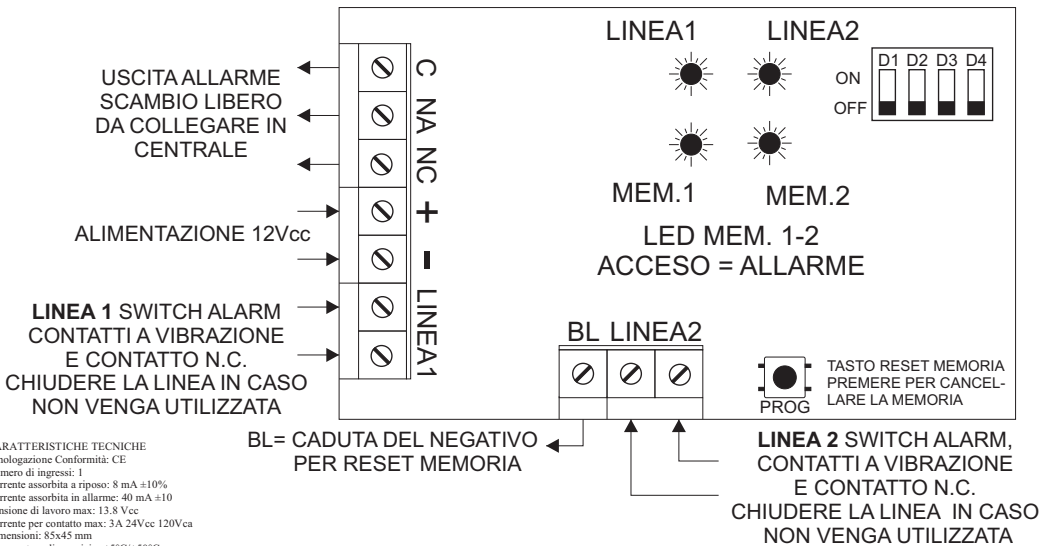 LINEA1 LINEA2
D1 D2 D3 D4
ON
OFF
MEM.1 MEM.2
LED MEM. 1-2
ACCESO = ALLARME
USCITA ALLARME
SCAMBIO LIBERO
DA COLLEGARE IN
CENTRALE
C
NA
NC
+
-
LINEA1
ALIMENTAZIONE 12Vcc
LINEA 1 SWITCH ALARM
CONTATTI A VIBRAZIONE
E CONTATTO N.C.
CHIUDERE LA LINEA IN CASO
NON VENGA UTILIZZATA
BL LINEA2
PROG
TASTO RESET MEMORIA
PREMERE PER CANCEL-
LARE LA MEMORIA
BL= CADUTA DEL NEGATIVO
PER RESET MEMORIA
LINEA 2 SWITCH ALARM,
CONTATTI A VIBRAZIONE
E CONTATTO N.C.
CHIUDERE LA LINEA IN CASO
NON VENGA UTILIZZATA
ARATTERISTICHE TECNICHE
nologazione Conformità: CE
mero di ingressi: 1
rrente assorbita a riposo: 8 mA ±10%
rrente assorbita in allarme: 40 mA ±10
nsione di lavoro max: 13.8 Vcc
rrente per contatto max: 3A 24Vcc 120Vca
mensioni: 85x45 mm